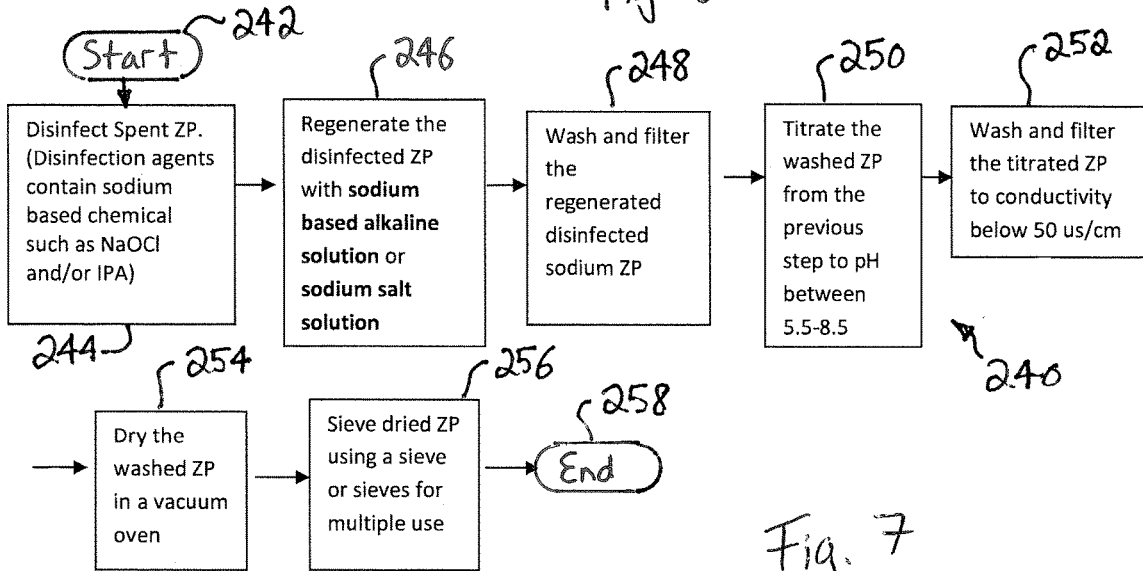 Fig
242
Start
246
248
250
252
Disinfect Spent ZP.
(Disinfection agents
contain sodium
based chemical
such as NaOCl
and/or IPA)
Regenerate the
disinfected ZP
with sodium
based alkaline
solution or
sodium salt
solution
Wash and filter
the
regenerated
disinfected
sodium ZP
Titrate the
washed ZP
from the
previous
step to pH
between
5.5-8.5
Wash and filter
the titrated ZP
to conductivity
below 50 us/cm
244
240
254
256
258
Dry the
washed ZP
in a vacuum
oven
Sieve dried ZP
using a sieve
or sieves for
multiple use
End
Fig. 7